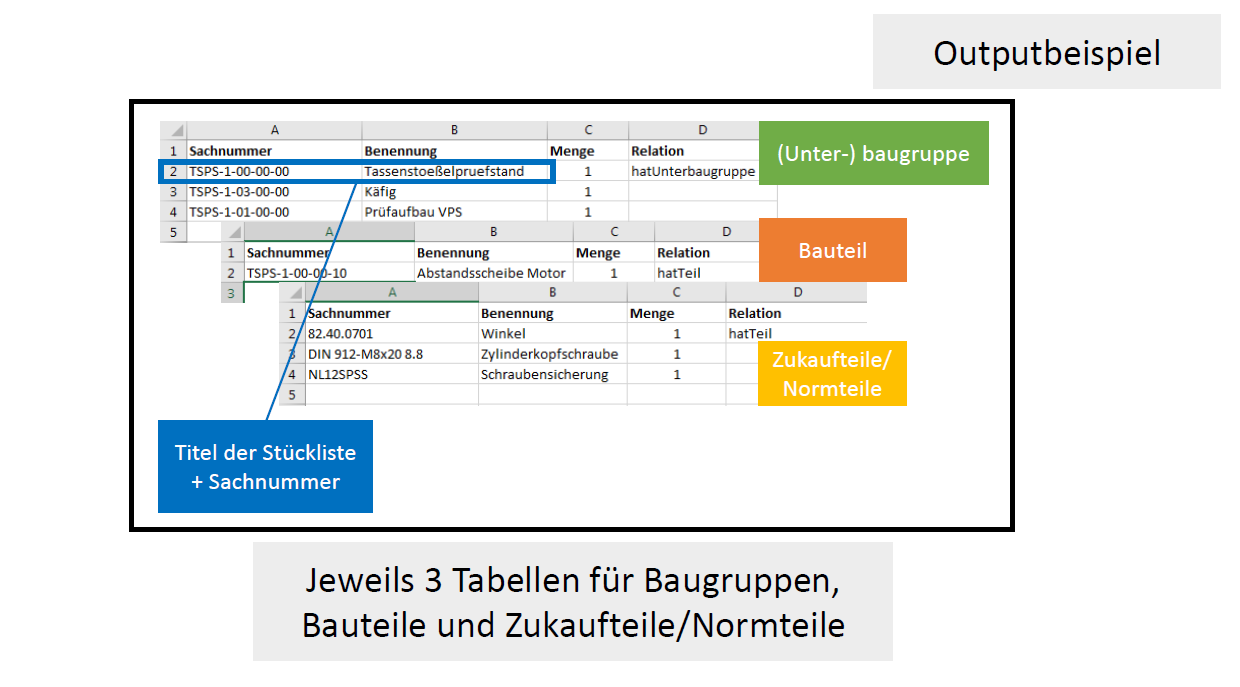 Outputbeispiel
A B C D
1 Sachnummer Benennung Menge Relation
2 TSPS-1-00-00-00 Tassenstoeßelpruefstand 1 hatUnterbaugruppe
3 TSPS-1-03-00-00 Käfig 1
4 TSPS-1-01-00-00 Prüfaufbau VPS 1
5
(Unter-) baugruppe
A B C D
1 Sachnummer Benennung Menge Relation
2 TSPS-1-00-00-10 Abstandsscheibe Motor 1 hatTeil
3
Bauteil
A B C D
1 Sachnummer Benennung Menge Relation
2 82.40.0701 Winkel 1 hatTeil
3 DIN 912-M8x20 8.8 Zylinderkopfschraube 1
4 NL12SPSS Schraubensicherung 1
5
Zukaufteile/
Normteile
Titel der Stückliste
+ Sachnummer
Jeweils 3 Tabellen für Baugruppen,
Bauteile und Zukaufteile/Normteile